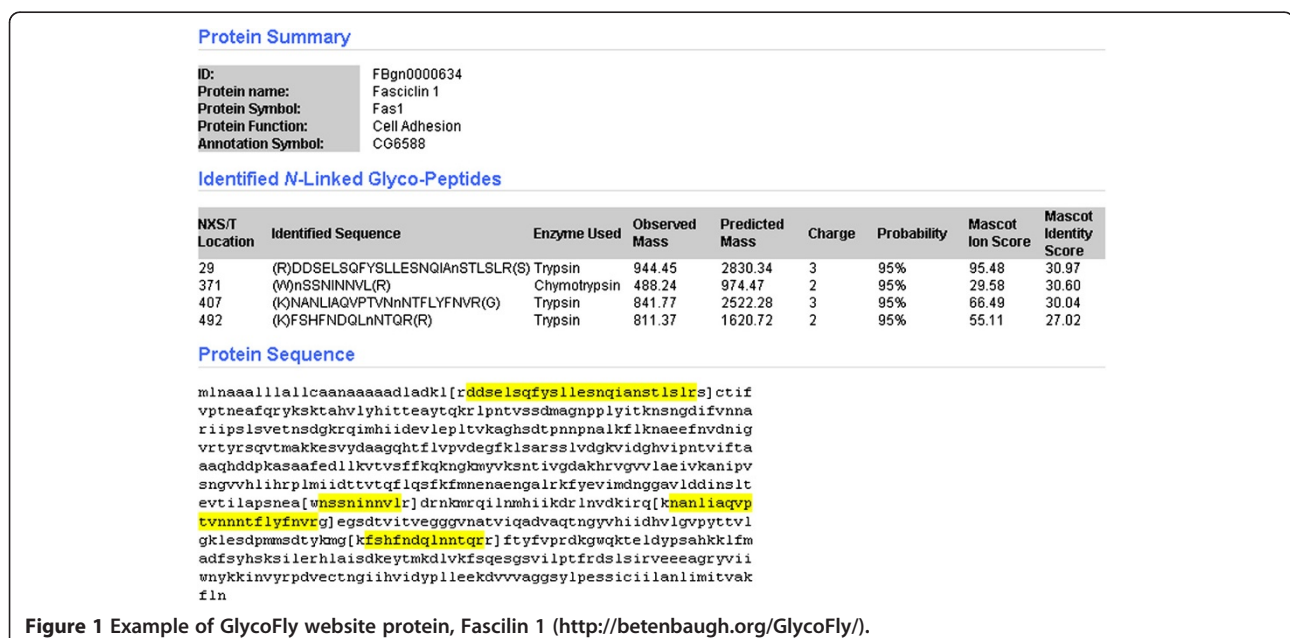 Protein Summary
ID: FBgn0000634
Protein name: Fasciclin 1
Protein Symbol: Fas1
Protein Function: Cell Adhesion
Annotation Symbol: CG6588
Identified N-Linked Glyco-Peptides
NXS/T Location Identified Sequence Enzyme Used Observed Mass Predicted Mass Charge Probability Mascot Ion Score Mascot Identity Score
29 (R)DDSELSQFYSLLESNQIAnSTLSLR(S) Trypsin 944.45 2830.34 3 95% 95.48 30.97
371 (W)nSSNINNVL(R) Chymotrypsin 488.24 974.47 2 95% 29.58 30.60
407 (K)NANLIAQVPTVNnNTFLYFNVR(G) Trypsin 841.77 2522.28 3 95% 66.49 30.04
492 (K)FSHFNDQLnNTQR(R) Trypsin 811.37 1620.72 2 95% 55.11 27.02
Protein Sequence
mlnaaalllallcaanaaaaadladkl[rddselsqfysllesnqianstlslrs]ctif
vptneafqryksktahvlyhitteaytqkrlpntvssdmagnpplyitknsngdifvnna
riipslsvetnsdgkrqimhiidevlepltvkaghsdtpnnpnalkflknaeefnvdnig
vrtyrsqvtmakkesvydaagqhtflvpvdegfklsarsslvdgkvidghvipntvifta
aaqhddpkasaafedllkvtvsffkqkngkmyvksntivgdakhrvgvvlaeivkanipv
sngvvhlihrplmiidttvtqflqsfkfmnenaengalrkfyevimdnggavlddinslt
evtilapsnea[wnssninnvlr]drnkmrqilnmhiikdrlnvdkirq[knanliaqvp
tvnnntflyfnvrg]egsdtvitvegggvnatviqadvaqtngyvhiidhvlgvpyttvl
gklesdpmmsdtykmg[kfshfndqlnntqrr]ftyfvprdkgwqkteldypsahkklfm
adfsyhsksilerhlaisdkeytmkdlvkfsqesgsvilptfrdslsirveeeagryvii
wnykkinvyrpdvectngiihvidyplleekdvvvaggsylpessiciilanlimitvak
fln
Figure 1 Example of GlycoFly website protein, Fascilin 1 (http://betenbaugh.org/GlycoFly/).